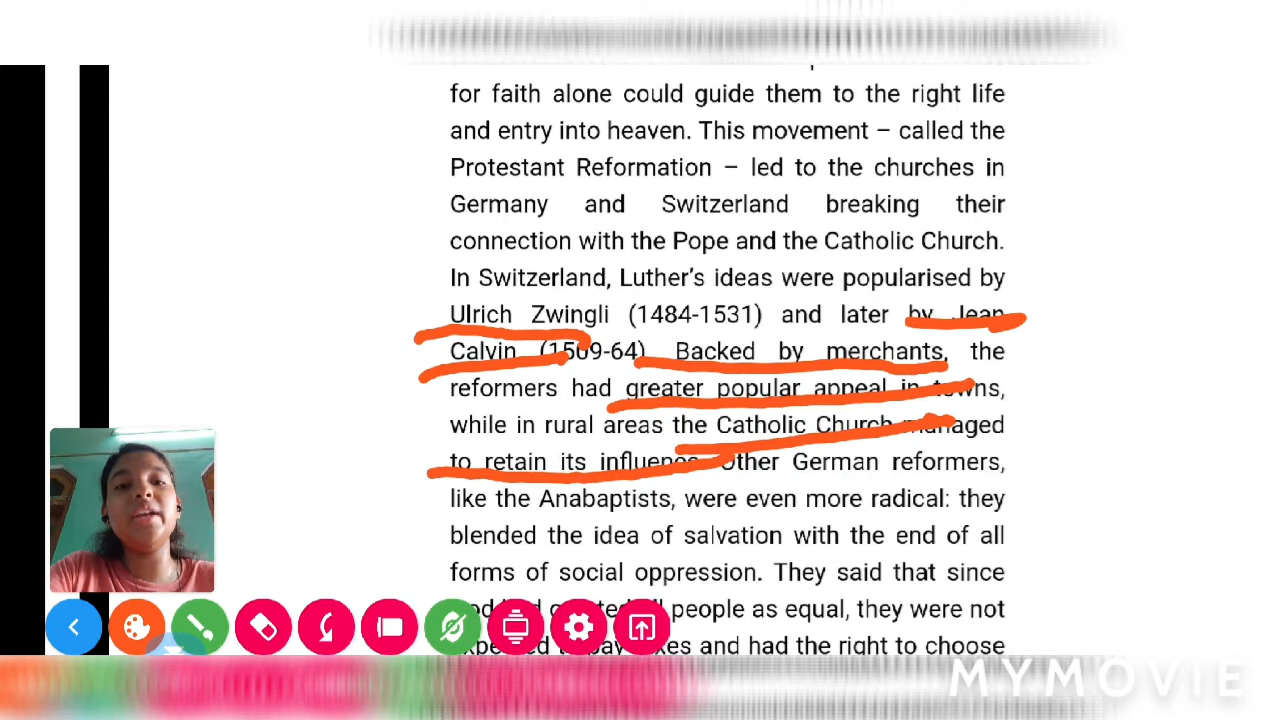 for faith alone could guide them to the right life
and entry into heaven. This movement – called the
Protestant Reformation – led to the churches in
Germany and Switzerland breaking their
connection with the Pope and the Catholic Church.
In Switzerland, Luther's ideas were popularised by
Ulrich Zwingli (1484-1531) and later by Jean
Calvin (1509-64). Backed by merchants, the
reformers had greater popular appeal in towns,
while in rural areas the Catholic Church managed
to retain its influence. Other German reformers,
like the Anabaptists, were even more radical: they
blended the idea of salvation with the end of all
forms of social oppression. They said that since
people as equal, they were not
and had the right to choose
MYMOVIE